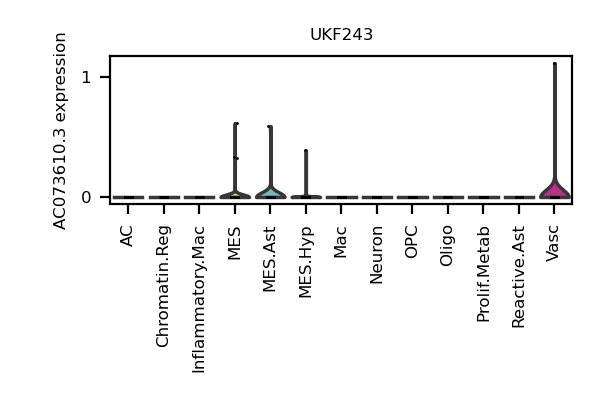 UKF243
AC073610.3 expression
1
0
AC
Chromatin.Reg
Inflammatory.Mac
MES
MES.Ast
MES.Hyp
Mac
Neuron
OPC
Oligo
Prolif.Metab
Reactive.Ast
Vasc